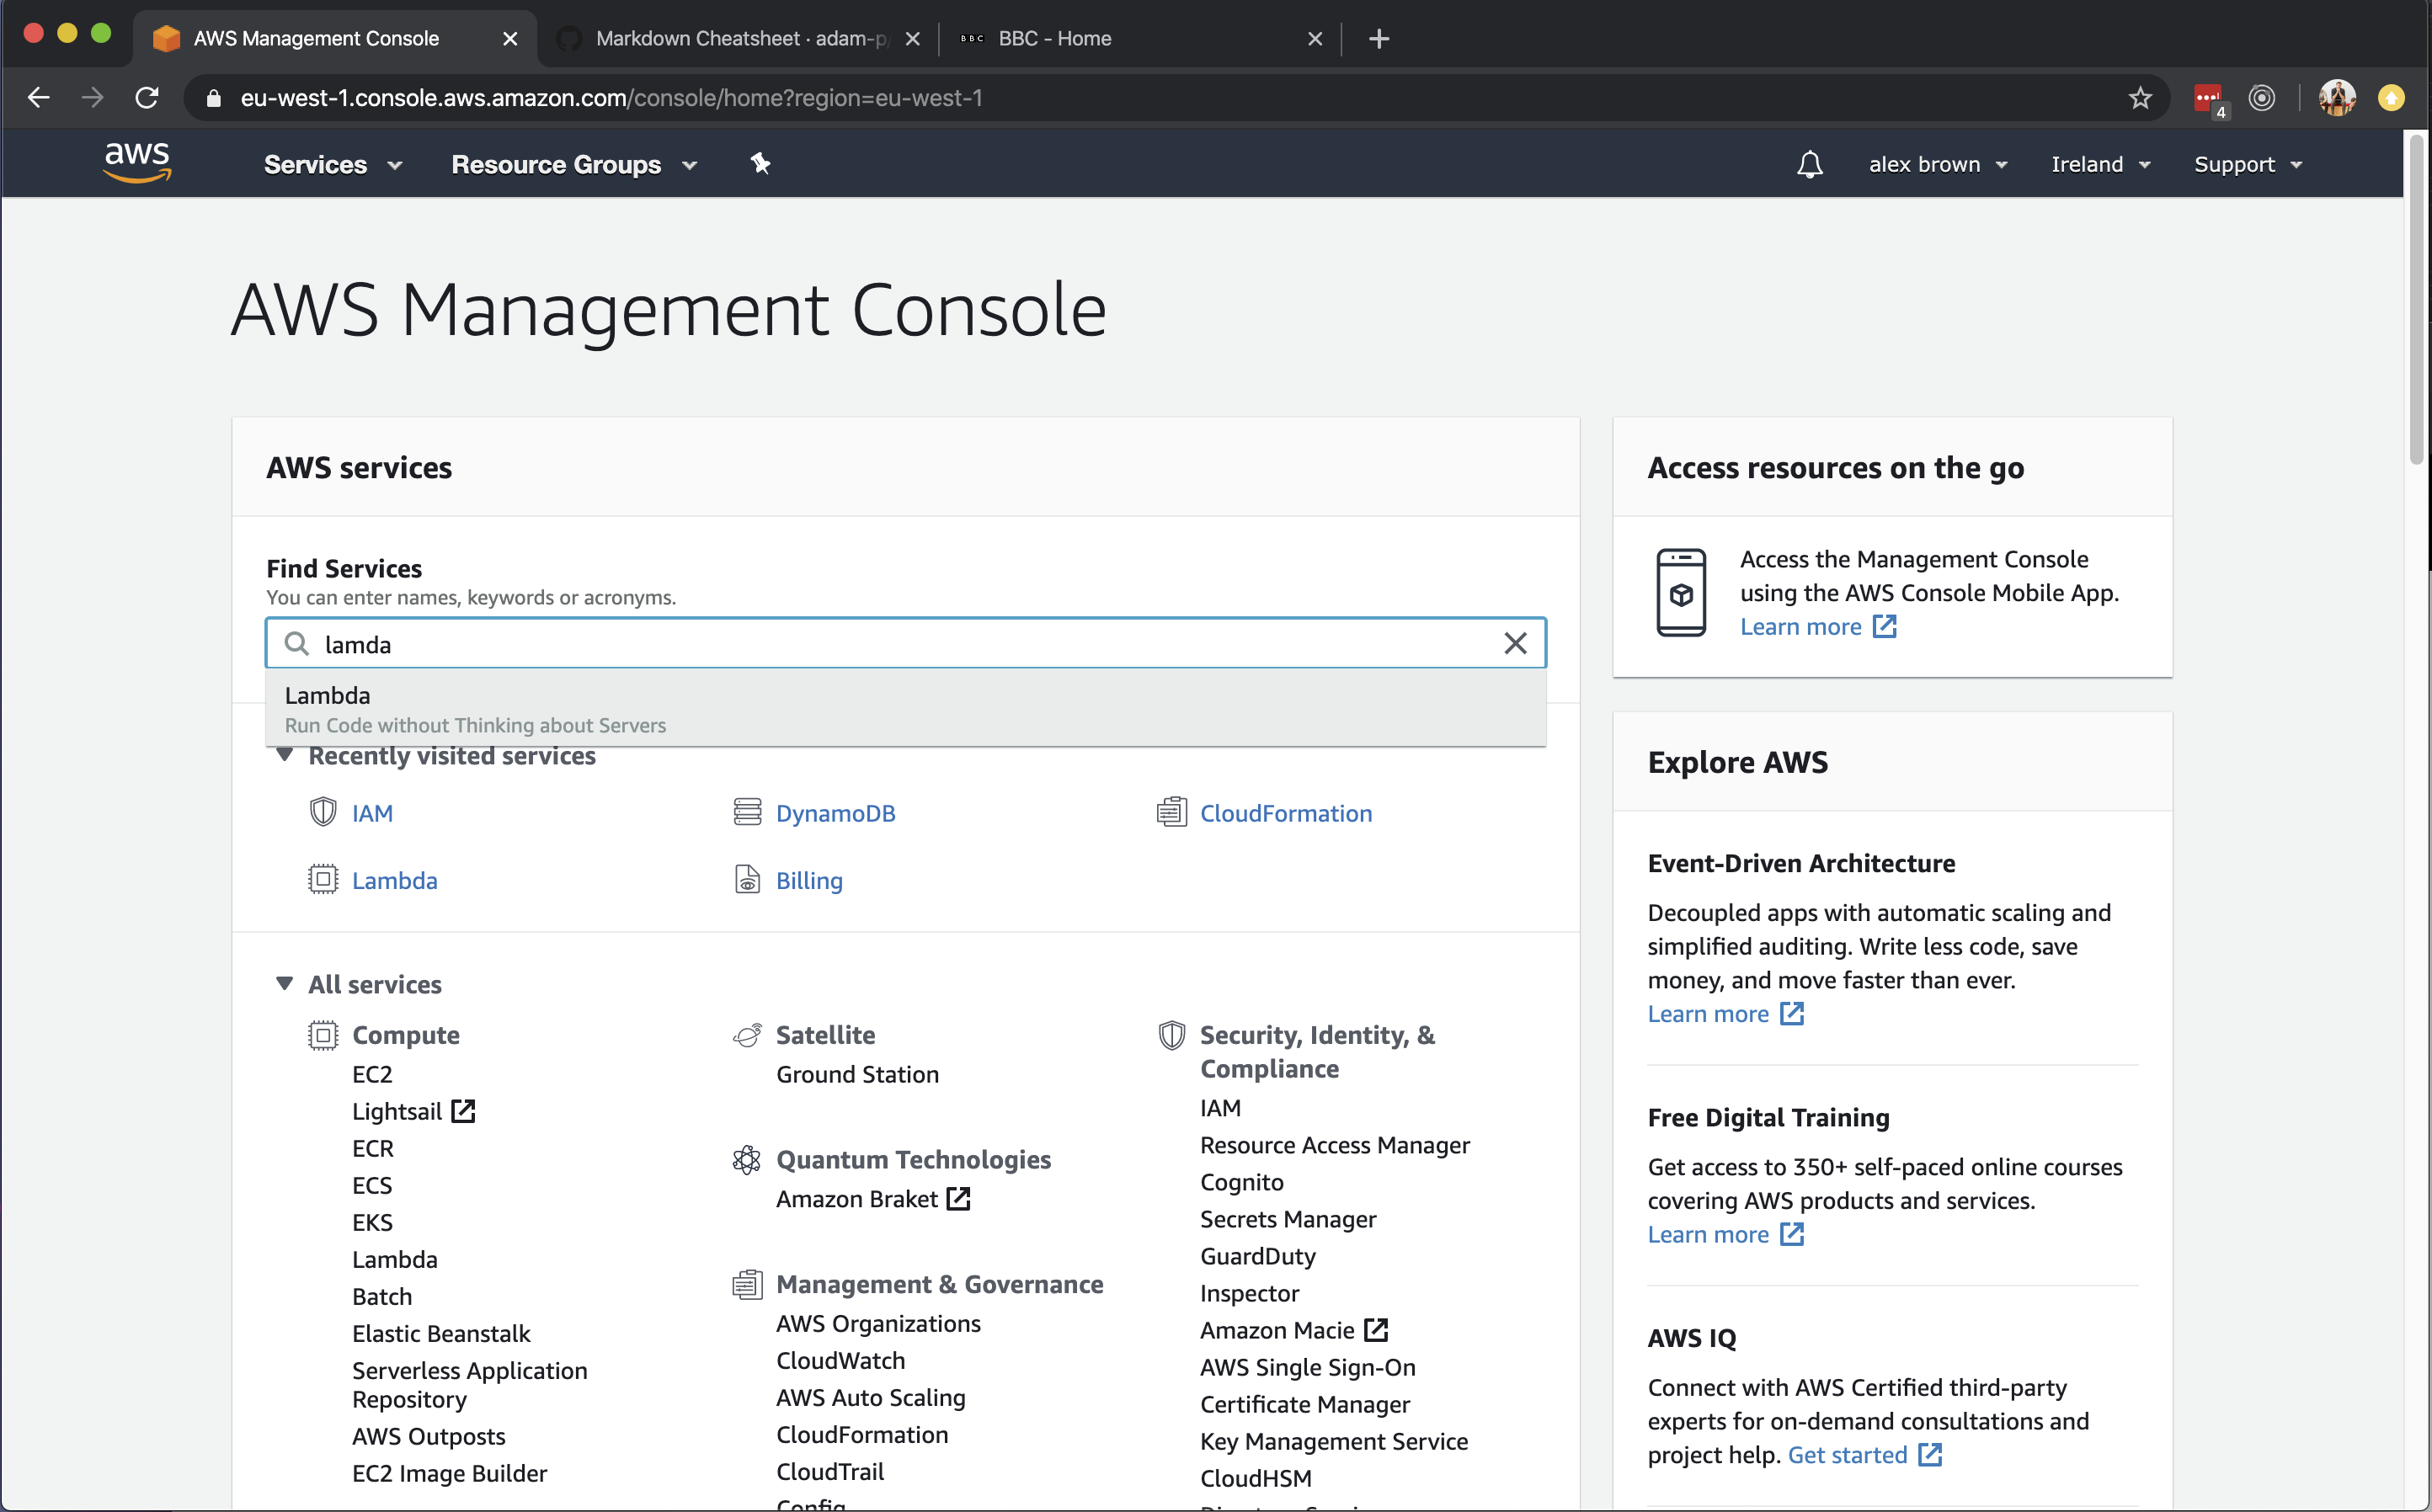 AWS Management Console
Markdown Cheatsheet · adam-p/
BBC
BBC - Home
eu-west-1.console.aws.amazon.com/console/home?region=eu-west-1
4
aws
Services
Resource Groups
alex brown
Ireland
Support
AWS Management Console
AWS services
Find Services
You can enter names, keywords or acronyms.
lamda
Lambda
Run Code without Thinking about Servers
Recently visited services
IAM
DynamoDB
CloudFormation
Lambda
Billing
All services
Compute
EC2
Lightsail
ECR
ECS
EKS
Lambda
Batch
Elastic Beanstalk
Serverless Application
Repository
AWS Outposts
EC2 Image Builder
Satellite
Ground Station
Quantum Technologies
Amazon Braket
Management & Governance
AWS Organizations
CloudWatch
AWS Auto Scaling
CloudFormation
CloudTrail
Config
Security, Identity, &
Compliance
IAM
Resource Access Manager
Cognito
Secrets Manager
GuardDuty
Inspector
Amazon Macie
AWS Single Sign-On
Certificate Manager
Key Management Service
CloudHSM
Access resources on the go
Access the Management Console
using the AWS Console Mobile App.
Learn more
Explore AWS
Event-Driven Architecture
Decoupled apps with automatic scaling and
simplified auditing. Write less code, save
money, and move faster than ever.
Learn more
Free Digital Training
Get access to 350+ self-paced online courses
covering AWS products and services.
Learn more
AWS IQ
Connect with AWS Certified third-party
experts for on-demand consultations and
project help. Get started